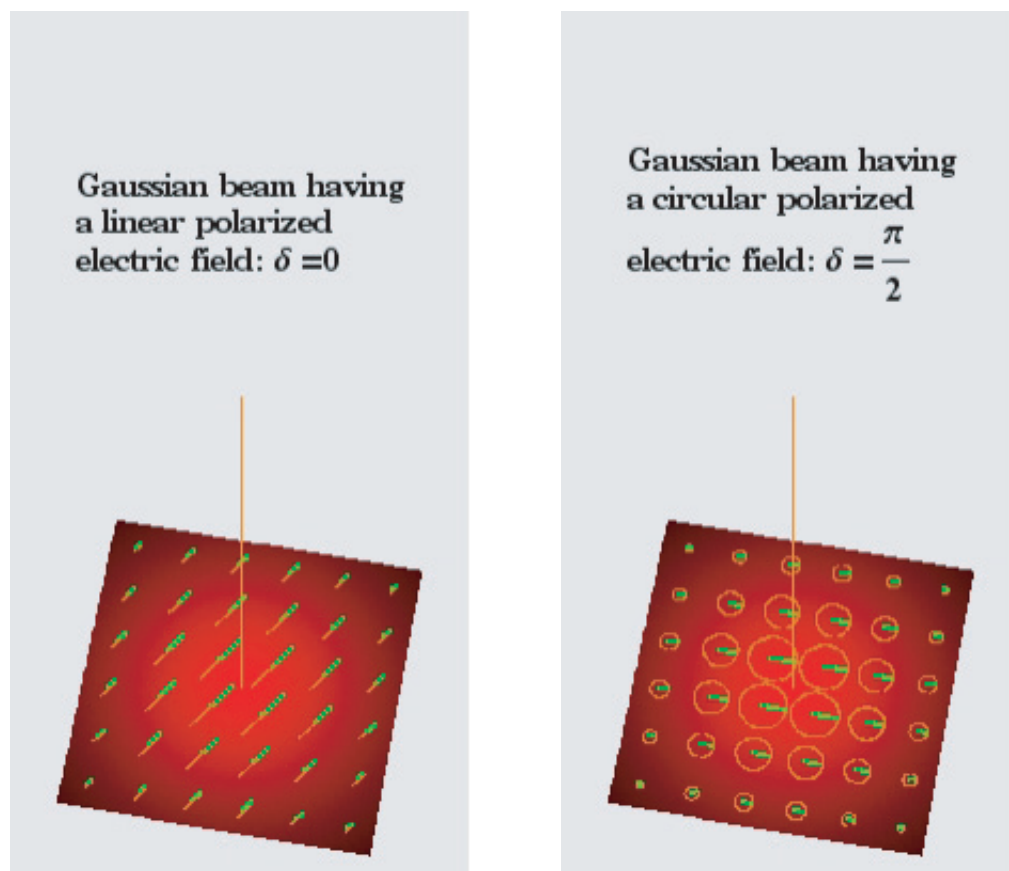 Gaussian beam having
a linear polarized
electric field: δ =0
Gaussian beam having
a circular polarized
electric field: δ = π/2